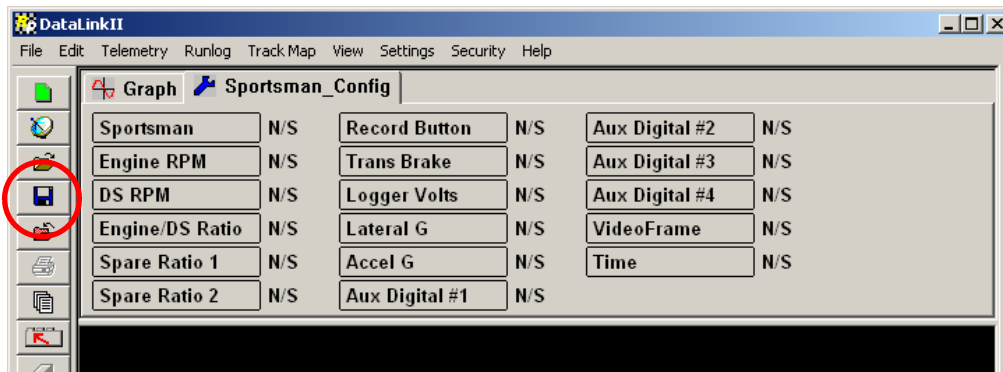 DataLinkII
File Edit Telemetry Runlog Track Map View Settings Security Help
Graph Sportsman_Config
Sportsman N/S Record Button N/S Aux Digital #2 N/S
Engine RPM N/S Trans Brake N/S Aux Digital #3 N/S
DS RPM N/S Logger Volts N/S Aux Digital #4 N/S
Engine/DS Ratio N/S Lateral G N/S VideoFrame N/S
Spare Ratio 1 N/S Accel G N/S Time N/S
Spare Ratio 2 N/S Aux Digital #1 N/S